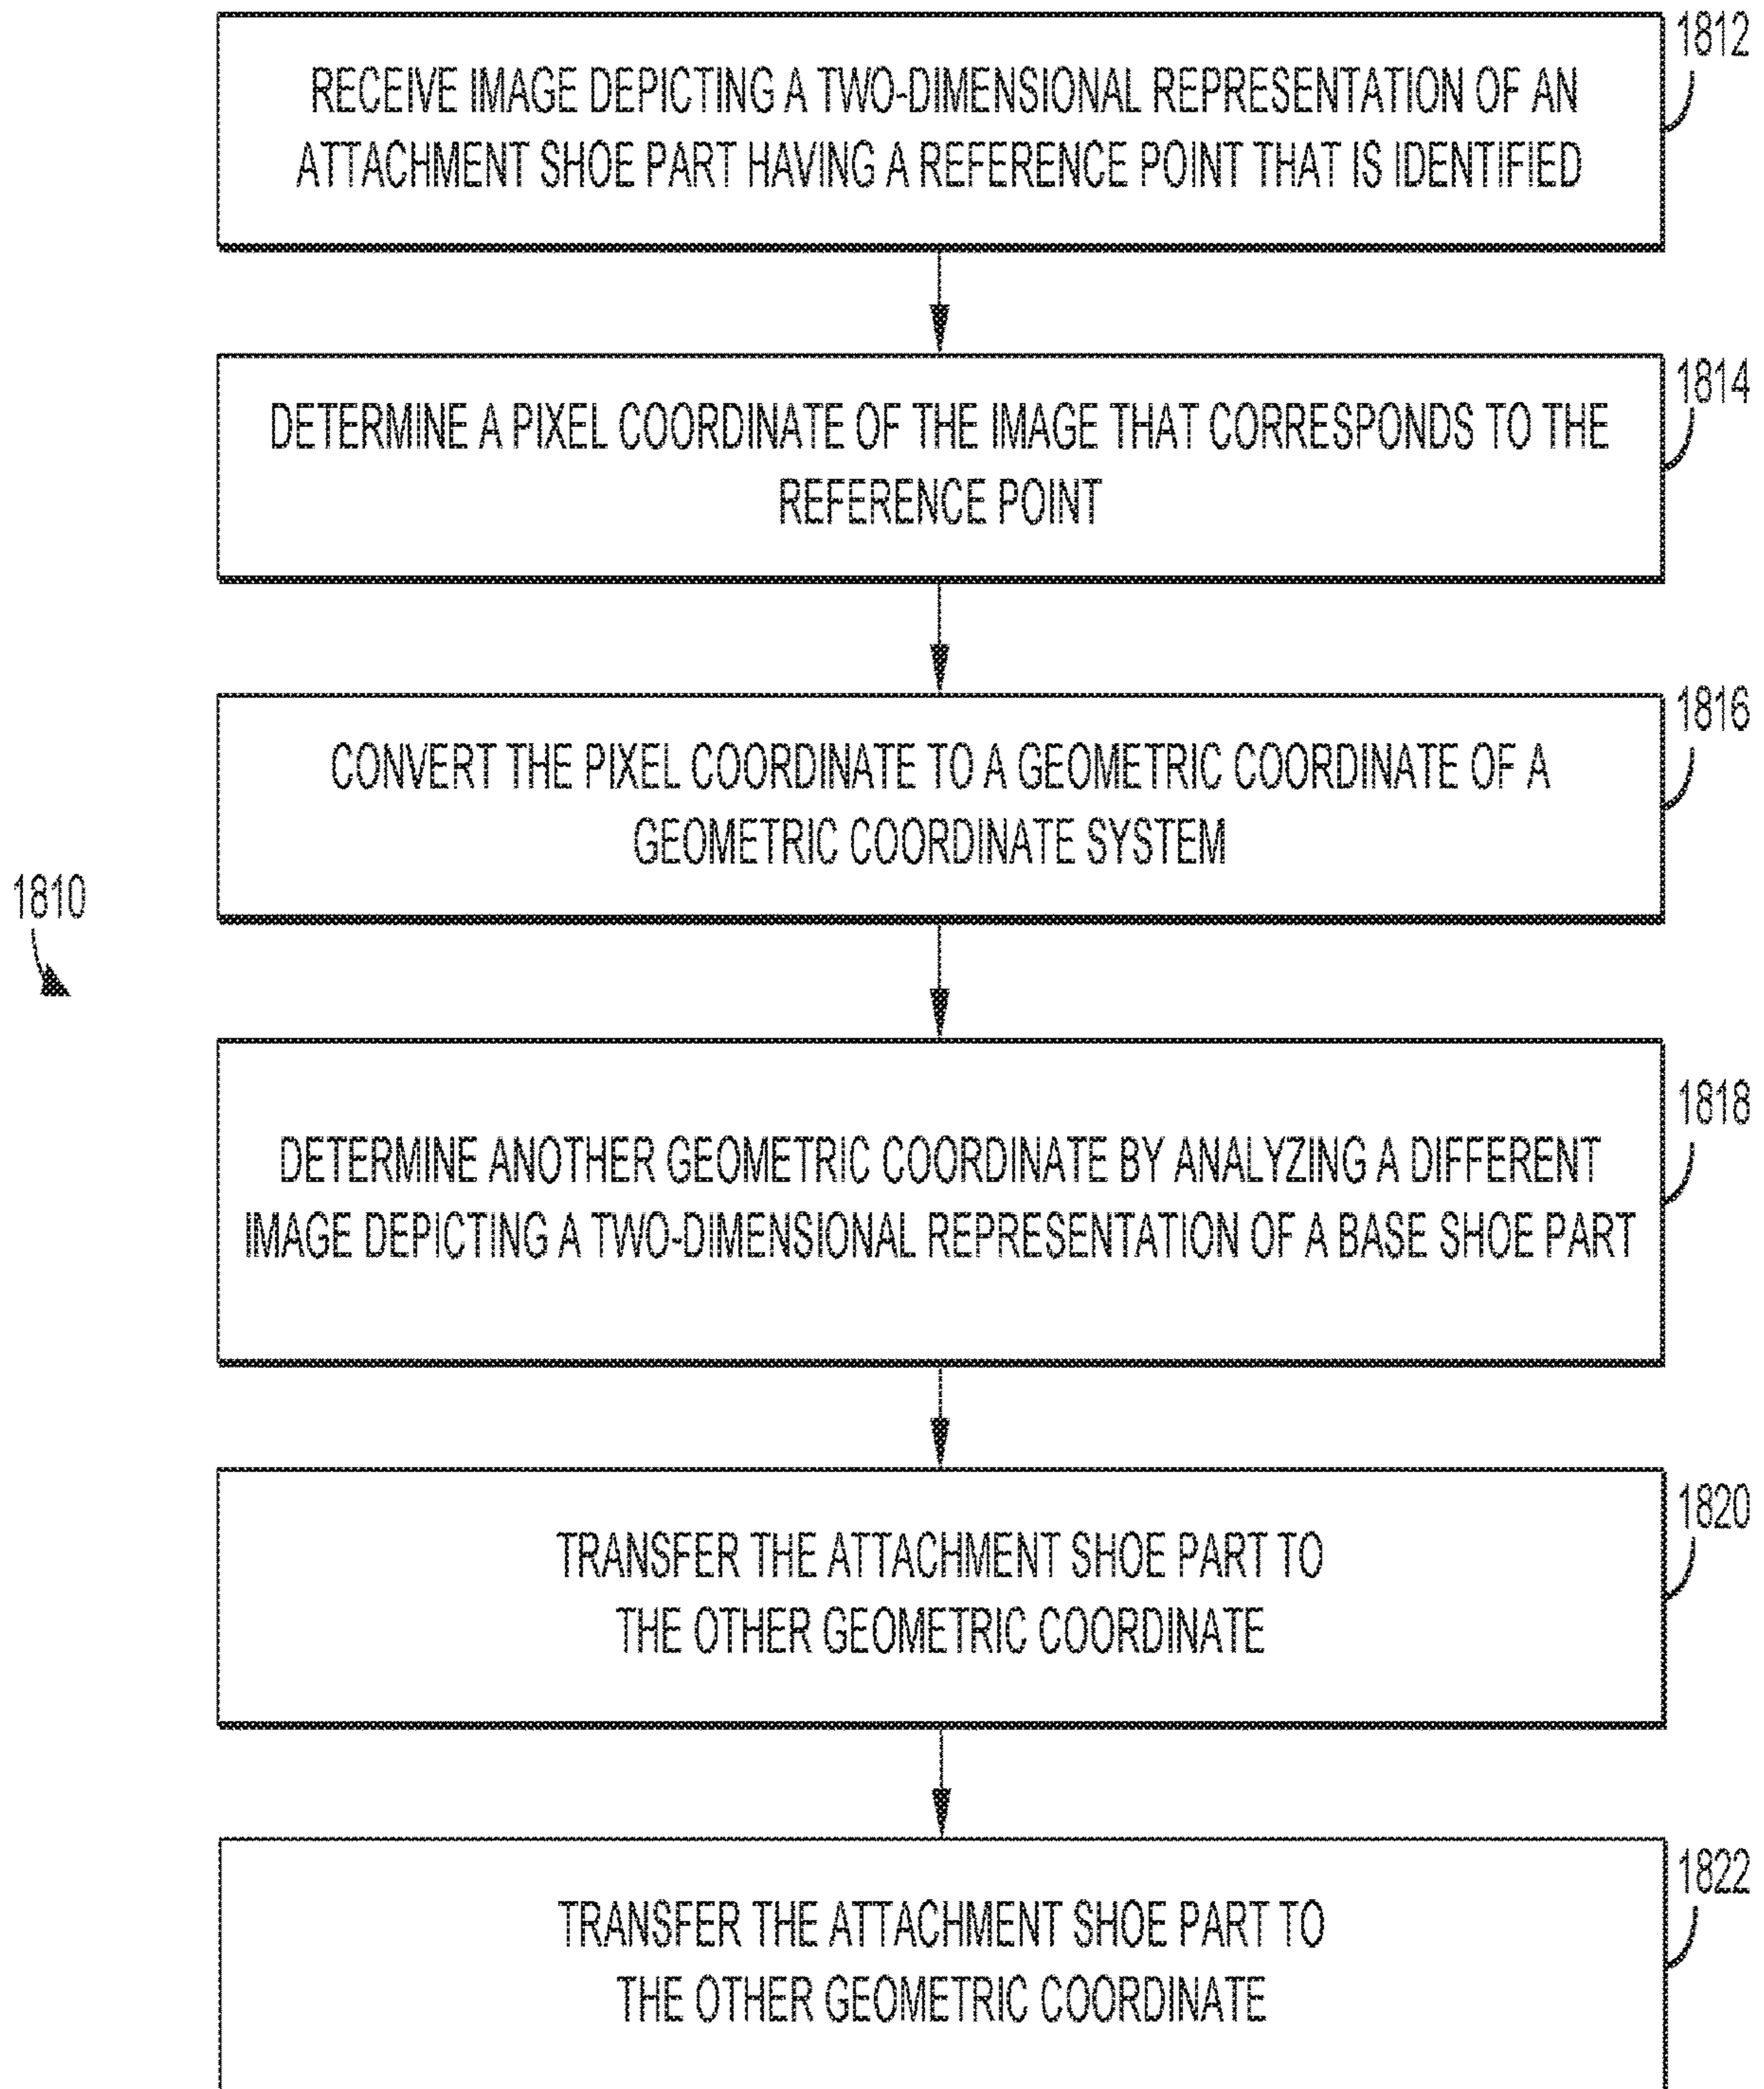 1812
RECEIVE IMAGE DEPICTING A TWO-DIMENSIONAL REPRESENTATION OF AN
ATTACHMENT SHOE PART HAVING A REFERENCE POINT THAT IS IDENTIFIED
1814
DETERMINE A PIXEL COORDINATE OF THE IMAGE THAT CORRESPONDS TO THE
REFERENCE POINT
1816
CONVERT THE PIXEL COORDINATE TO A GEOMETRIC COORDINATE OF A
GEOMETRIC COORDINATE SYSTEM
1810
1818
DETERMINE ANOTHER GEOMETRIC COORDINATE BY ANALYZING A DIFFERENT
IMAGE DEPICTING A TWO-DIMENSIONAL REPRESENTATION OF A BASE SHOE PART
1820
TRANSFER THE ATTACHMENT SHOE PART TO
THE OTHER GEOMETRIC COORDINATE
1822
TRANSFER THE ATTACHMENT SHOE PART TO
THE OTHER GEOMETRIC COORDINATE